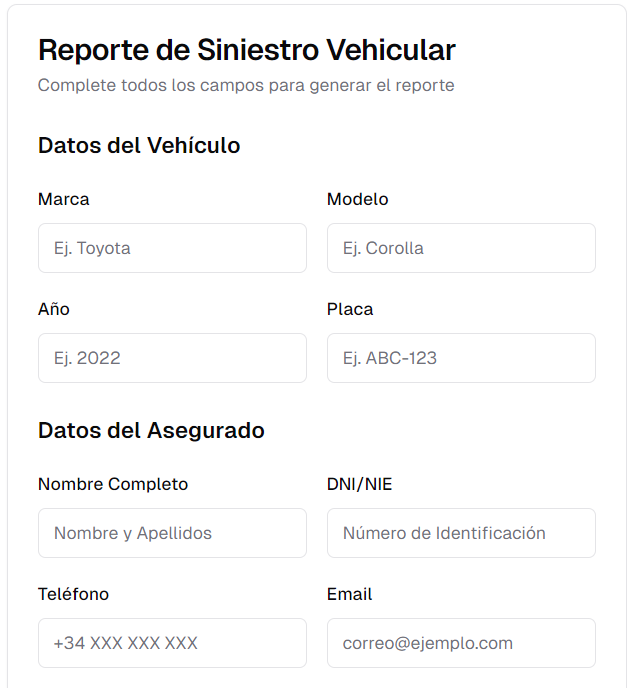 Reporte de Siniestro Vehicular
Complete todos los campos para generar el reporte
Datos del Vehículo
Marca
Modelo
Ej. Toyota
Ej. Corolla
Año
Placa
Ej. 2022
Ej. ABC-123
Datos del Asegurado
Nombre Completo
DNI/NIE
Nombre y Apellidos
Número de Identificación
Teléfono
Email
+34 XXX XXX XXX
correo@ejemplo.com